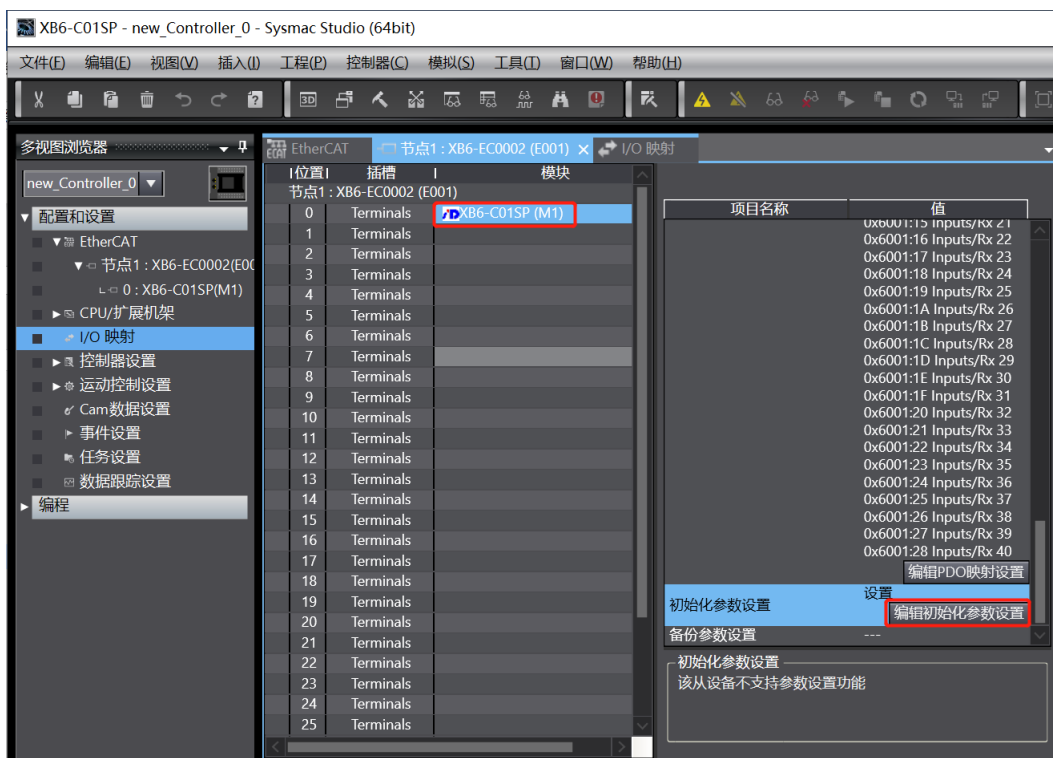 XB6-C01SP - new_Controller_0 - Sysmac Studio (64bit)
文件(F) 编辑(E) 视图(V) 插入(I) 工程(P) 控制器(C) 模拟(S) 工具(T) 窗口(W) 帮助(H)
多视图浏览器
new_Controller_0
配置和设置
EtherCAT
节点1 : XB6-EC0002(E00
0 : XB6-C01SP(M1)
CPU/扩展机架
I/O 映射
控制器设置
运动控制设置
Cam数据设置
事件设置
任务设置
数据跟踪设置
编程
EtherCAT 节点1 : XB6-EC0002 (E001) I/O 映射
位置 插槽 模块
节点1 : XB6-EC0002 (E001)
0 Terminals XB6-C01SP (M1)
1 Terminals
2 Terminals
3 Terminals
4 Terminals
5 Terminals
6 Terminals
7 Terminals
8 Terminals
9 Terminals
10 Terminals
11 Terminals
12 Terminals
13 Terminals
14 Terminals
15 Terminals
16 Terminals
17 Terminals
18 Terminals
19 Terminals
20 Terminals
21 Terminals
22 Terminals
23 Terminals
24 Terminals
25 Terminals
项目名称 值
0x6001:15 Inputs/Rx 21
0x6001:16 Inputs/Rx 22
0x6001:17 Inputs/Rx 23
0x6001:18 Inputs/Rx 24
0x6001:19 Inputs/Rx 25
0x6001:1A Inputs/Rx 26
0x6001:1B Inputs/Rx 27
0x6001:1C Inputs/Rx 28
0x6001:1D Inputs/Rx 29
0x6001:1E Inputs/Rx 30
0x6001:1F Inputs/Rx 31
0x6001:20 Inputs/Rx 32
0x6001:21 Inputs/Rx 33
0x6001:22 Inputs/Rx 34
0x6001:23 Inputs/Rx 35
0x6001:24 Inputs/Rx 36
0x6001:25 Inputs/Rx 37
0x6001:26 Inputs/Rx 38
0x6001:27 Inputs/Rx 39
0x6001:28 Inputs/Rx 40
编辑PDO映射设置
初始化参数设置 设置
编辑初始化参数设置
备份参数设置 ---
初始化参数设置
该从设备不支持参数设置功能